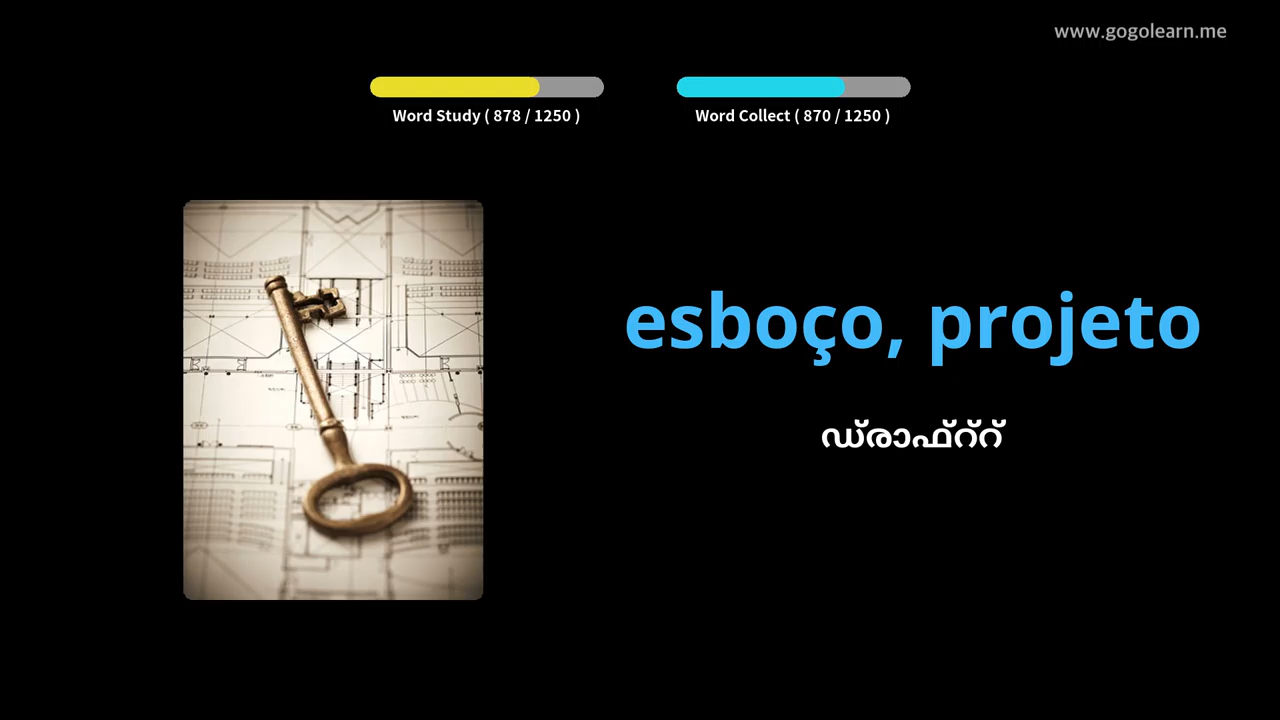 www.gogolearn.me
Word Study ( 878 / 1250 )
Word Collect ( 870 / 1250 )
esboço, projeto
ഡ്രാഫ്റ്റ്